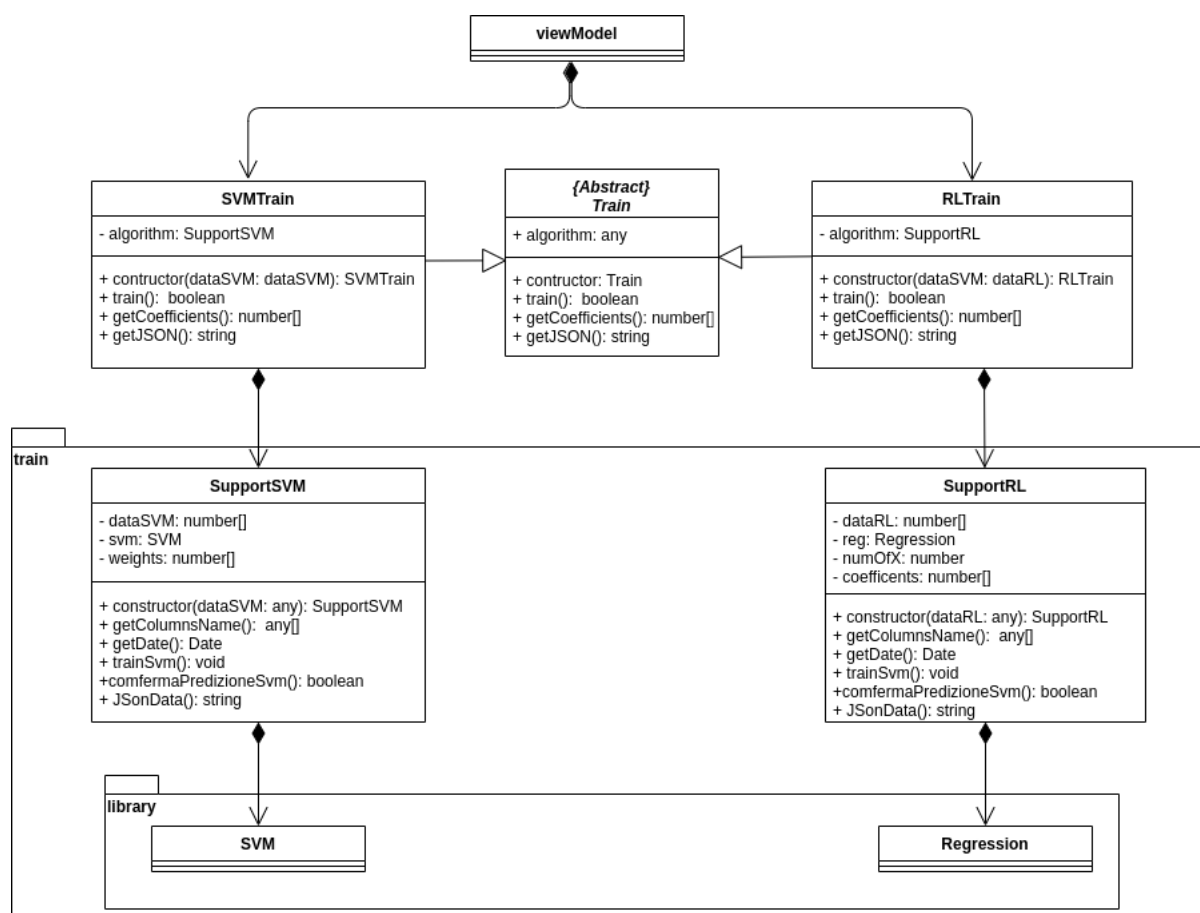 viewModel
SVMTrain
- algorithm: SupportSVM
+ contructor(dataSVM: dataSVM): SVMTrain
+ train(): boolean
+ getCoefficients(): number[]
+ getJSON(): string
{Abstract}
Train
+ algorithm: any
+ contructor: Train
+ train(): boolean
+ getCoefficients(): number[]
+ getJSON(): string
RLTrain
- algorithm: SupportRL
+ constructor(dataSVM: dataRL): RLTrain
+ train(): boolean
+ getCoefficients(): number[]
+ getJSON(): string
train
SupportSVM
- dataSVM: number[]
- svm: SVM
- weights: number[]
+ constructor(dataSVM: any): SupportSVM
+ getColumnsName(): any[]
+ getDate(): Date
+ trainSvm(): void
+comfermaPredizioneSvm(): boolean
+ JSonData(): string
SupportRL
- dataRL: number[]
- reg: Regression
- numOfX: number
- coefficents: number[]
+ constructor(dataRL: any): SupportRL
+ getColumnsName(): any[]
+ getDate(): Date
+ trainSvm(): void
+comfermaPredizioneSvm(): boolean
+ JSonData(): string
library
SVM
Regression